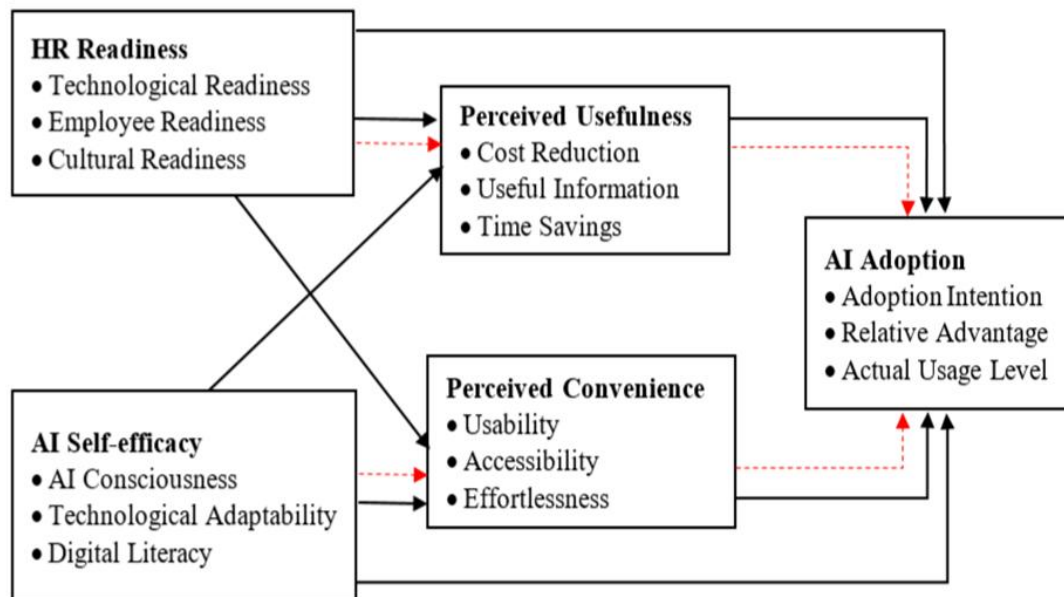 HR Readiness
• Technological Readiness
• Employee Readiness
• Cultural Readiness
Perceived Usefulness
• Cost Reduction
• Useful Information
• Time Savings
AI Adoption
• Adoption Intention
• Relative Advantage
• Actual Usage Level
Perceived Convenience
• Usability
• Accessibility
• Effortlessness
AI Self-efficacy
• AI Consciousness
• Technological Adaptability
• Digital Literacy